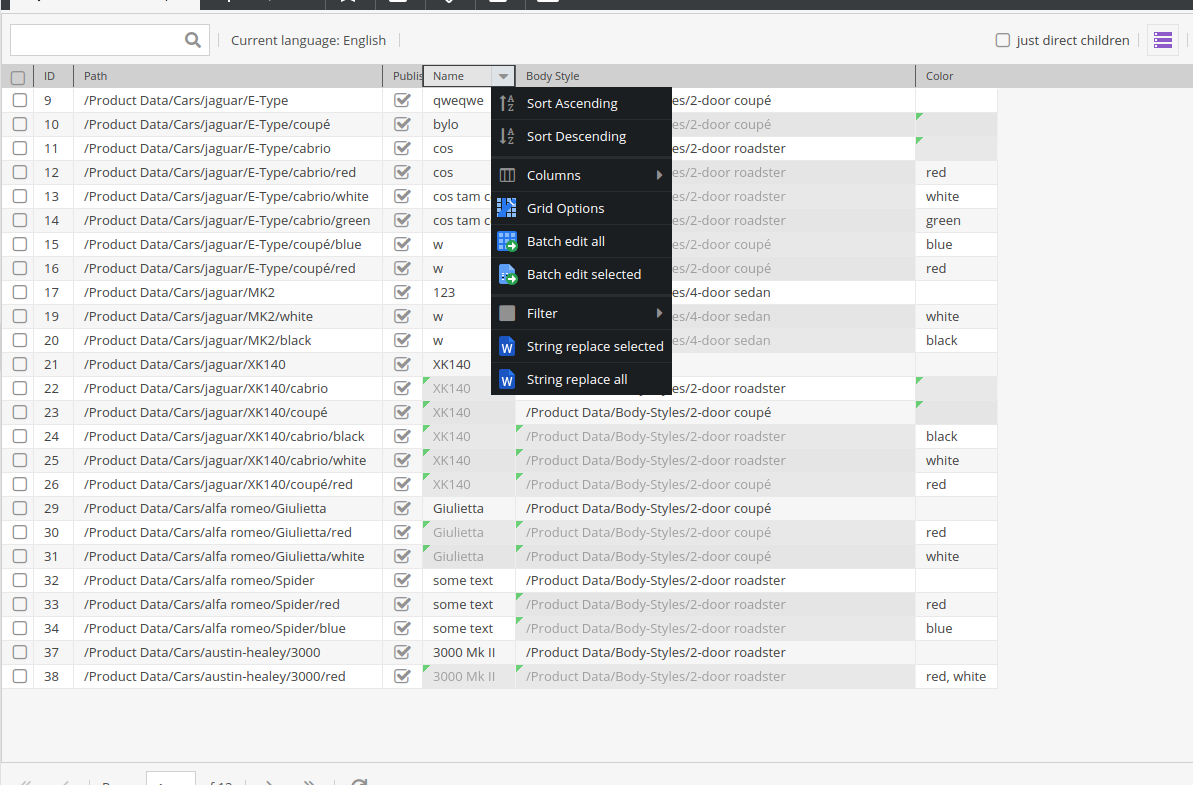 Current language: English
just direct children
ID Path Publis Name Body Style Color
9 /Product Data/Cars/jaguar/E-Type qweqwe es/2-door coupé
10 /Product Data/Cars/jaguar/E-Type/coupé bylo es/2-door coupé
11 /Product Data/Cars/jaguar/E-Type/cabrio cos es/2-door roadster
12 /Product Data/Cars/jaguar/E-Type/cabrio/red cos es/2-door roadster red
13 /Product Data/Cars/jaguar/E-Type/cabrio/white cos tam c es/2-door roadster white
14 /Product Data/Cars/jaguar/E-Type/cabrio/green cos tam c es/2-door roadster green
15 /Product Data/Cars/jaguar/E-Type/coupé/blue w es/2-door coupé blue
16 /Product Data/Cars/jaguar/E-Type/coupé/red w es/2-door coupé red
17 /Product Data/Cars/jaguar/MK2 123 es/4-door sedan
19 /Product Data/Cars/jaguar/MK2/white w es/4-door sedan white
20 /Product Data/Cars/jaguar/MK2/black w es/4-door sedan black
21 /Product Data/Cars/jaguar/XK140 XK140
22 /Product Data/Cars/jaguar/XK140/cabrio XK140 /Product Data/Body-Styles/2-door roadster
23 /Product Data/Cars/jaguar/XK140/coupé XK140 /Product Data/Body-Styles/2-door coupé
24 /Product Data/Cars/jaguar/XK140/cabrio/black XK140 /Product Data/Body-Styles/2-door roadster black
25 /Product Data/Cars/jaguar/XK140/cabrio/white XK140 /Product Data/Body-Styles/2-door roadster white
26 /Product Data/Cars/jaguar/XK140/coupé/red XK140 /Product Data/Body-Styles/2-door coupé red
29 /Product Data/Cars/alfa romeo/Giulietta Giulietta /Product Data/Body-Styles/2-door coupé
30 /Product Data/Cars/alfa romeo/Giulietta/red Giulietta /Product Data/Body-Styles/2-door coupé red
31 /Product Data/Cars/alfa romeo/Giulietta/white Giulietta /Product Data/Body-Styles/2-door coupé white
32 /Product Data/Cars/alfa romeo/Spider some text /Product Data/Body-Styles/2-door roadster
33 /Product Data/Cars/alfa romeo/Spider/red some text /Product Data/Body-Styles/2-door roadster red
34 /Product Data/Cars/alfa romeo/Spider/blue some text /Product Data/Body-Styles/2-door roadster blue
37 /Product Data/Cars/austin-healey/3000 3000 Mk II /Product Data/Body-Styles/2-door roadster
38 /Product Data/Cars/austin-healey/3000/red 3000 Mk II /Product Data/Body-Styles/2-door roadster red, white
Sort Ascending
Sort Descending
Columns
Grid Options
Batch edit all
Batch edit selected
Filter
String replace selected
String replace all